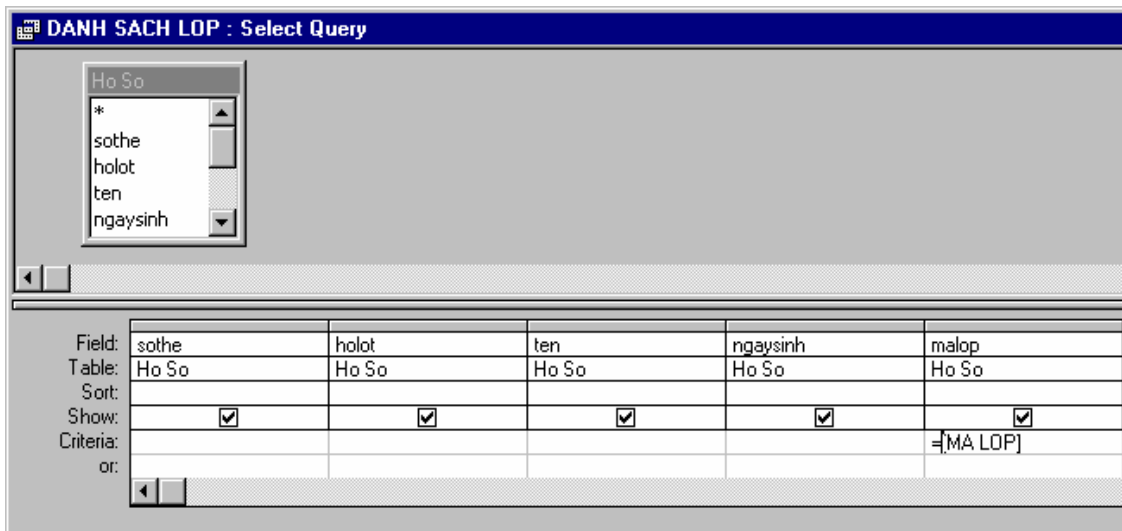 DANH SACH LOP : Select Query
Ho So
*
sothe
holot
ten
ngaysinh
Field: sothe holot ten ngaysinh malop
Table: Ho So Ho So Ho So Ho So Ho So
Sort:
Show:
Criteria: =[MA LOP]
or: